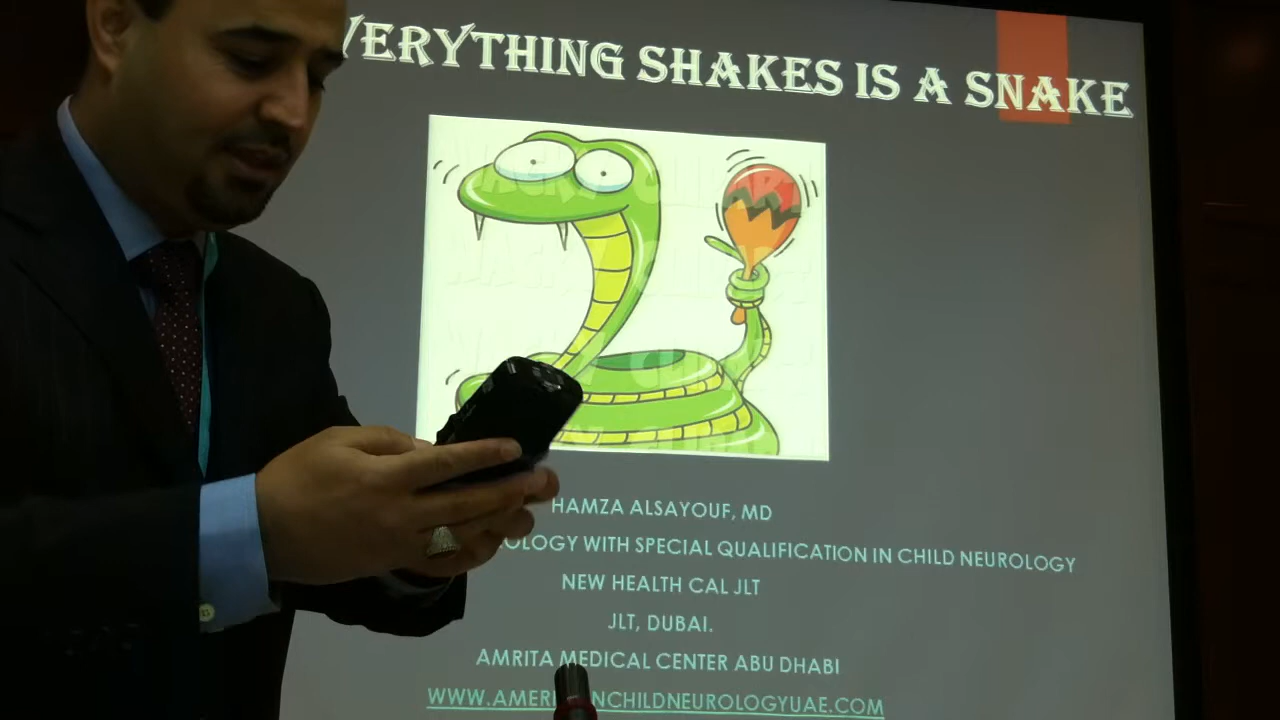 VERYTHING SHAKES IS A SNAKE
HAMZA ALSAYOUF, MD
OLOGY WITH SPECIAL QUALIFICATION IN CHILD NEUROLOGY
NEW HEALTH CAL JLT
JLT, DUBAI.
AMRITA MEDICAL CENTER ABU DHABI
WWW.AMERI NCHILDNEUROLOGYUAE.COM